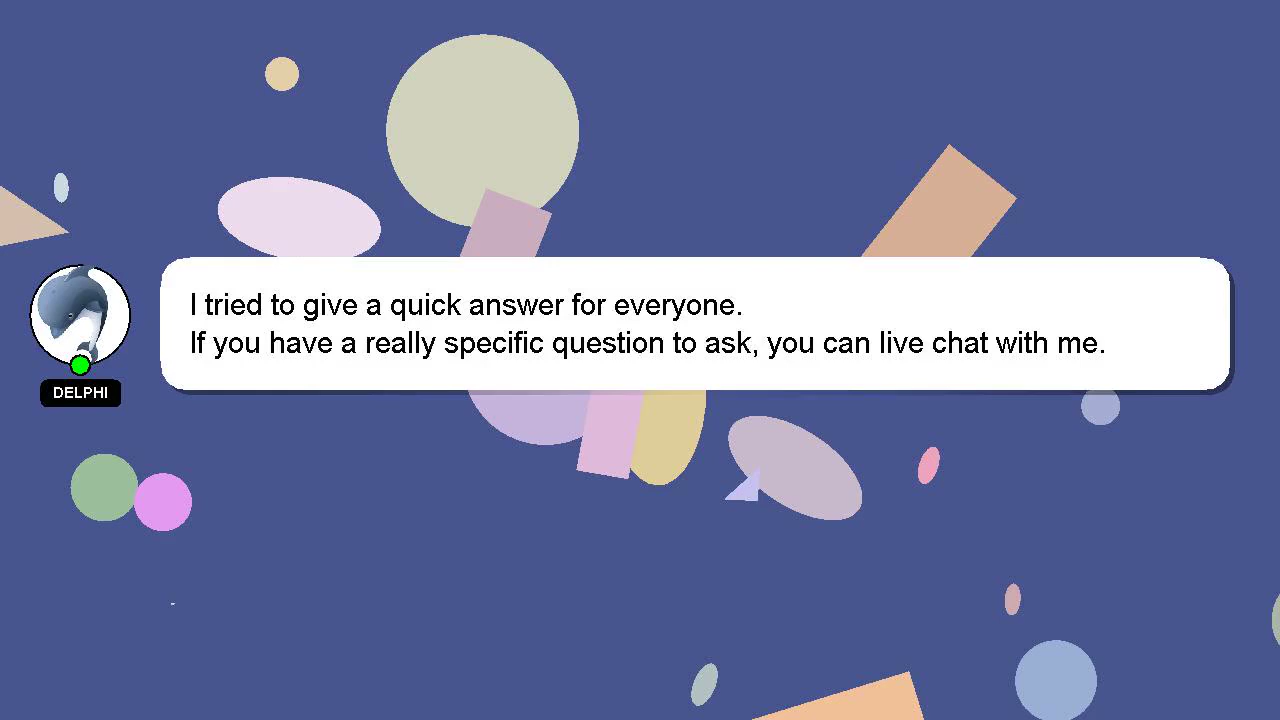 I tried to give a quick answer for everyone.
If you have a really specific question to ask, you can live chat with me.
DELPHI